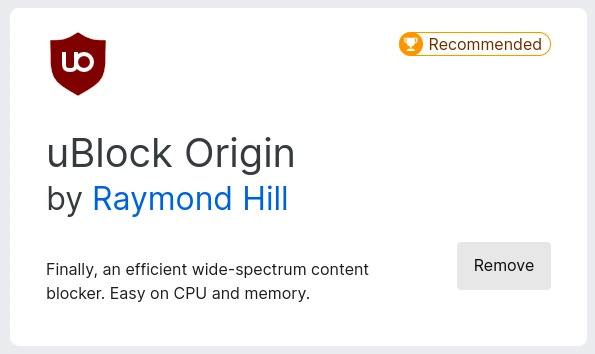 uo
Recommended
uBlock Origin
by Raymond Hill
Finally, an efficient wide-spectrum content
blocker. Easy on CPU and memory.
Remove